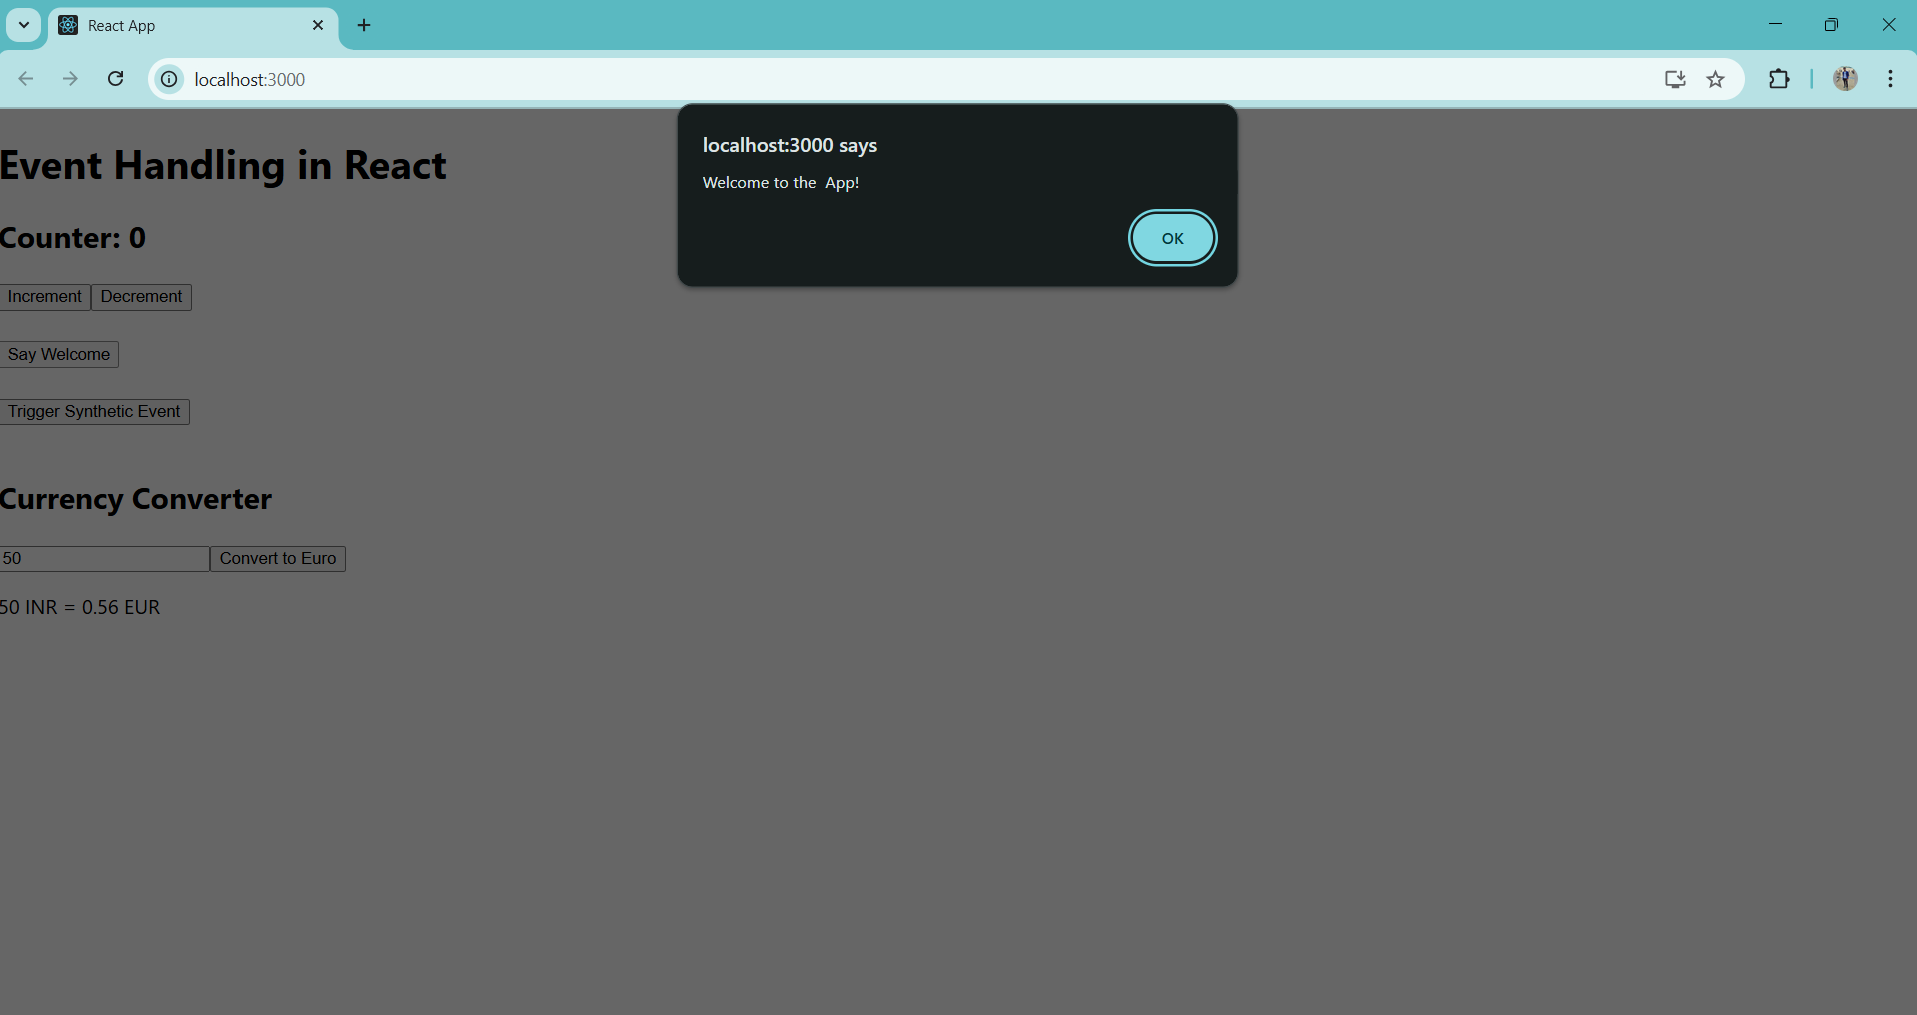 React App
localhost:3000
localhost:3000 says
Welcome to the  App!
OK
Event Handling in React
Counter: 0
Increment Decrement
Say Welcome
Trigger Synthetic Event
Currency Converter
50 Convert to Euro
50 INR = 0.56 EUR